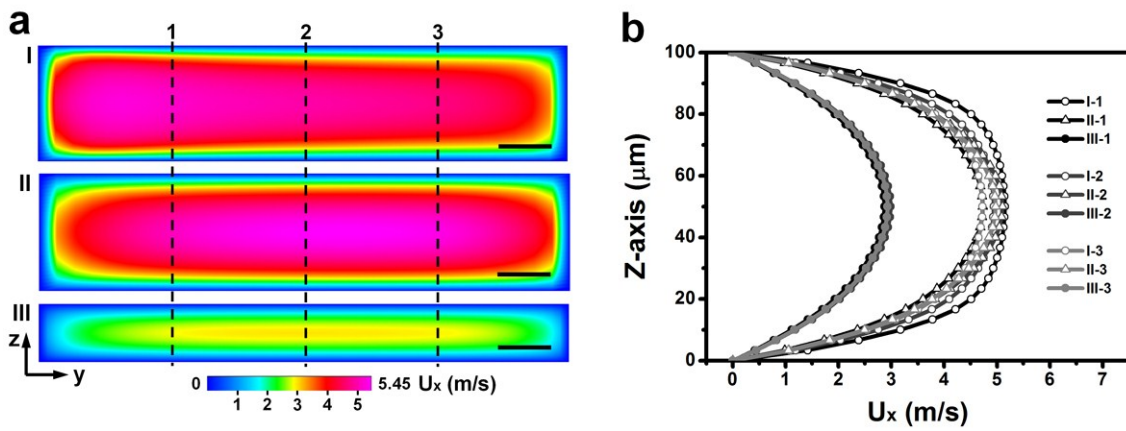 a
1 2 3
I
II
III
z
y
0 5.45 Uₓ (m/s)
1 2 3 4 5
b
100
80
60
40
20
0
Z-axis (μm)
0 1 2 3 4 5 6 7
Uₓ (m/s)
I-1
II-1
III-1
I-2
II-2
III-2
I-3
II-3
III-3